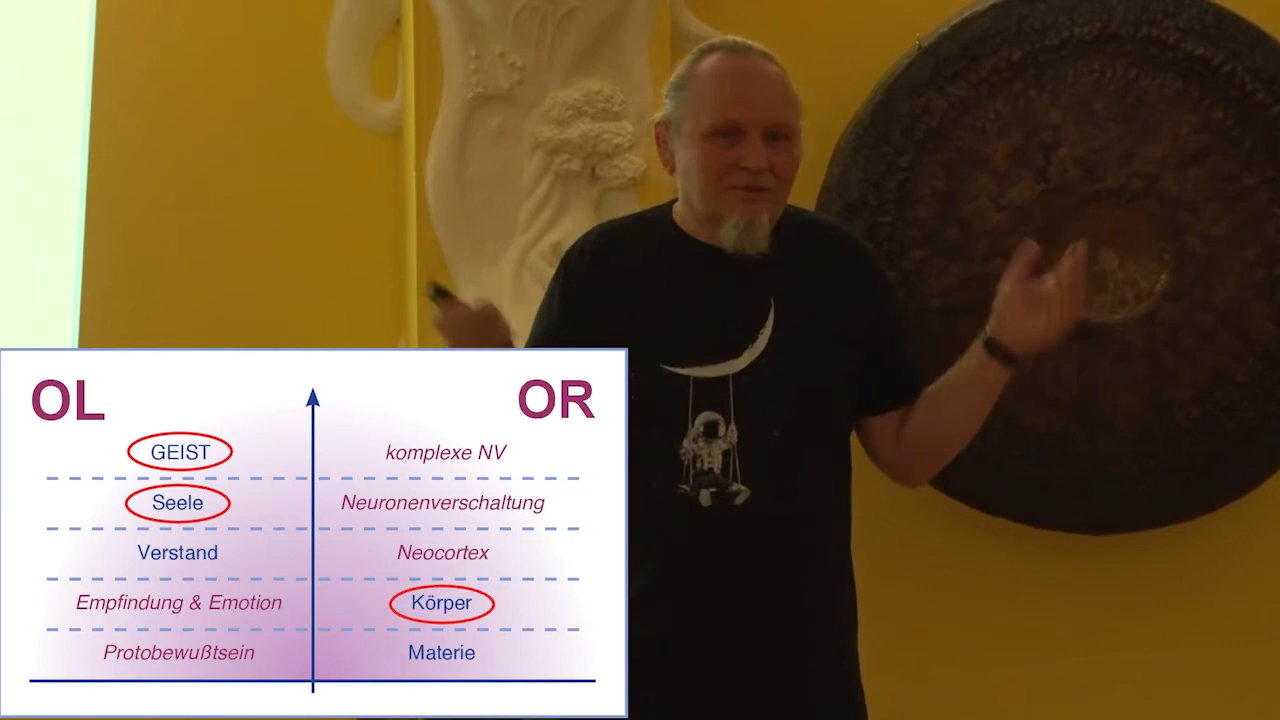 OL OR
GEIST komplexe NV
Seele Neuronenverschaltung
Verstand Neocortex
Empfindung & Emotion Körper
Protobewußtsein Materie